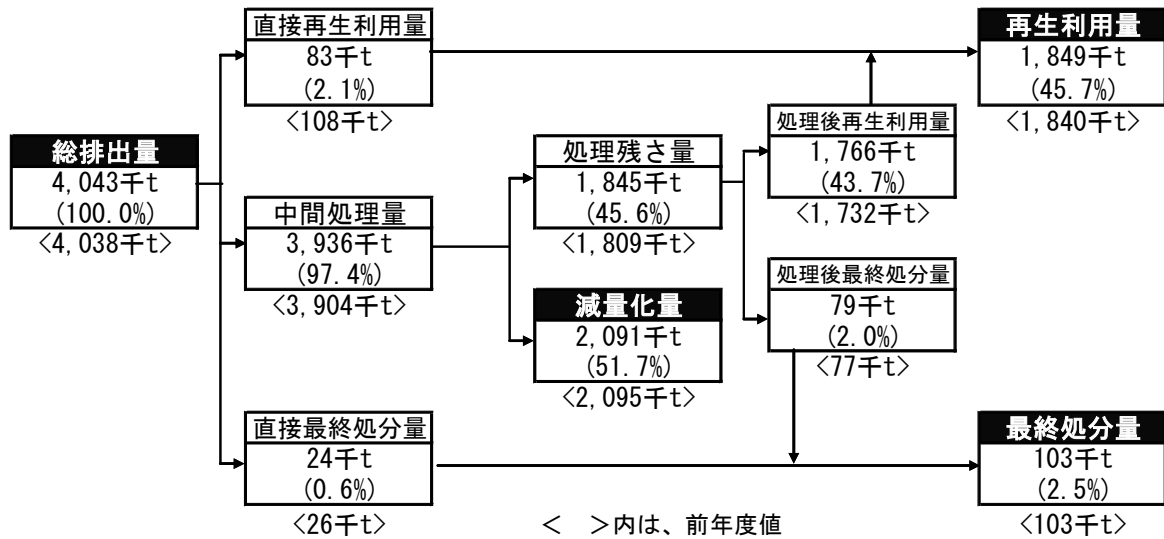 直接再生利用量
83千t
(2.1%)
<108千t>
再生利用量
1,849千t
(45.7%)
<1,840千t>
総排出量
4,043千t
(100.0%)
<4,038千t>
処理残さ量
1,845千t
(45.6%)
<1,809千t>
処理後再生利用量
1,766千t
(43.7%)
<1,732千t>
中間処理量
3,936千t
(97.4%)
<3,904千t>
減量化量
2,091千t
(51.7%)
<2,095千t>
処理後最終処分量
79千t
(2.0%)
<77千t>
直接最終処分量
24千t
(0.6%)
<26千t>
最終処分量
103千t
(2.5%)
<103千t>
< >内は、前年度値